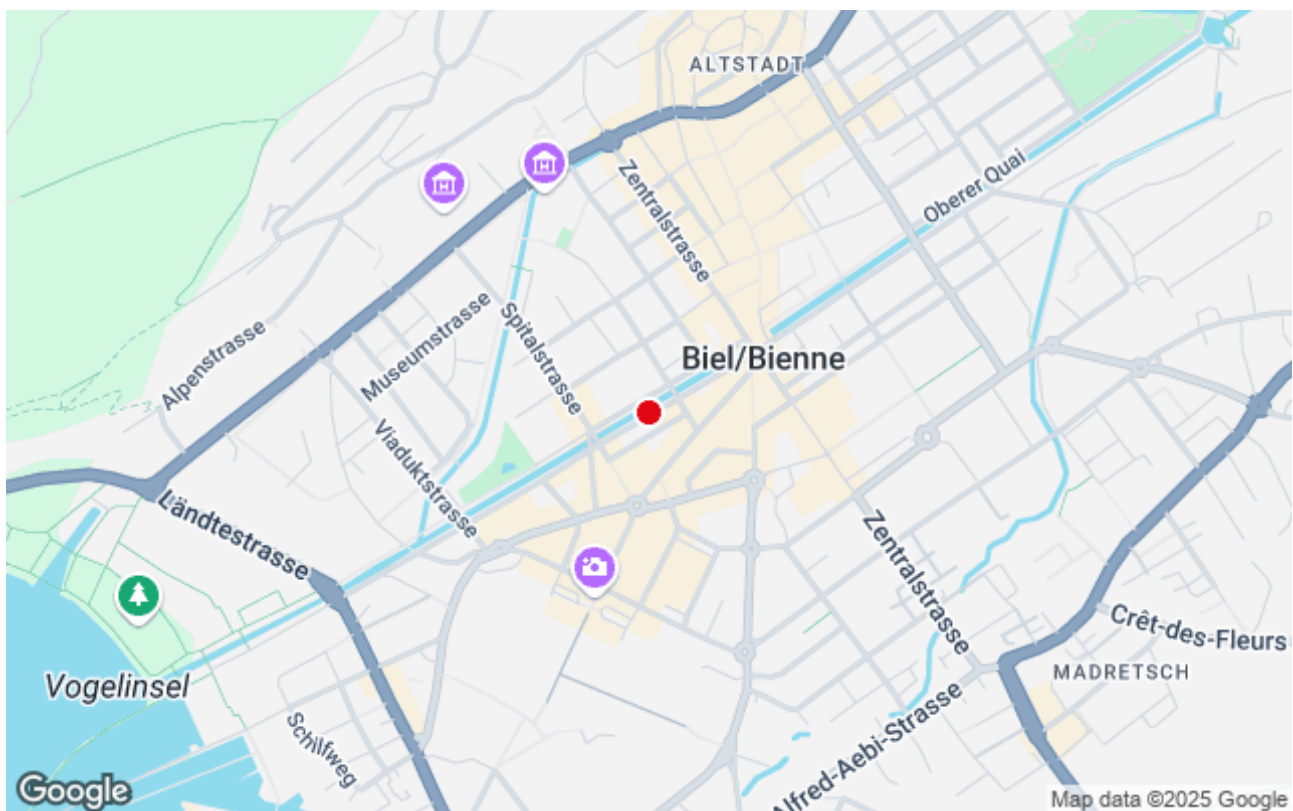 ALTSTADT
Oberer Quai
Zentralstrasse
Museumstrasse
Spitalstrasse
Biel/Bienne
Alpenstrasse
Viaduktstrasse
Ländtestrasse
Zentralstrasse
Crêt-des-Fleurs
MADRETSCH
Vogelinsel
Schilfweg
Alfred-Aebi-Strasse
Google
Map data ©2025 Google